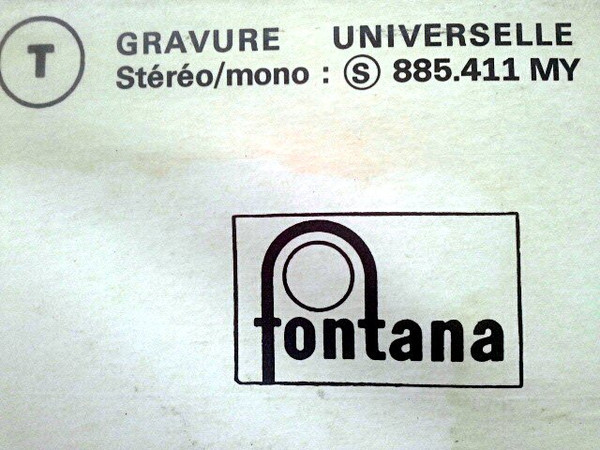 T
GRAVURE UNIVERSELLE
Stéréo/mono : Ⓢ 885.411 MY
fontana